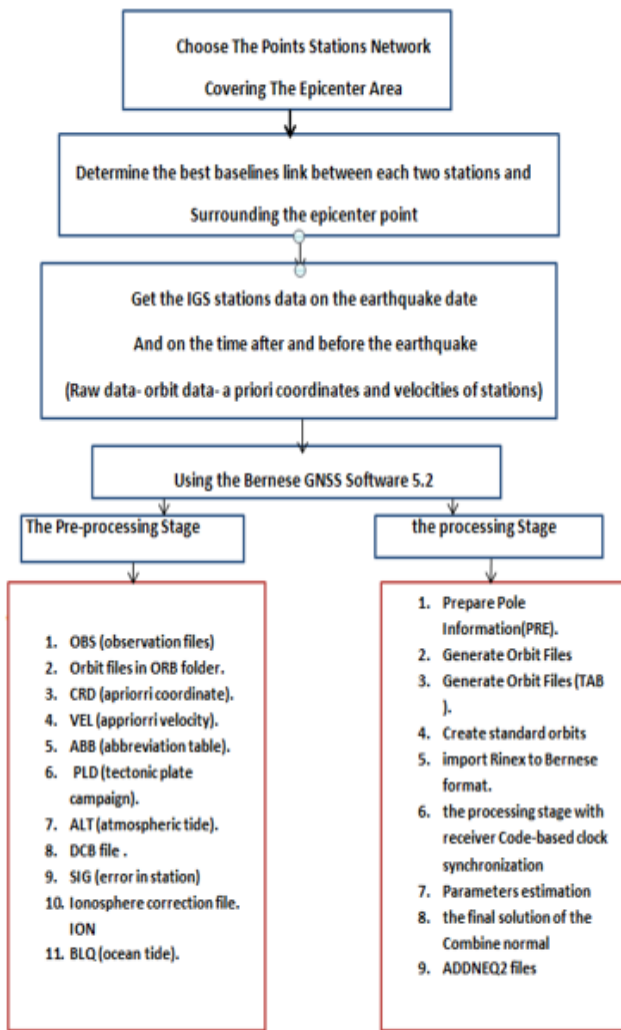 Choose The Points Stations Network
Covering The Epicenter Area
Determine the best baselines link between each two stations and
Surrounding the epicenter point
Get the IGS stations data on the earthquake date
And on the time after and before the earthquake
(Raw data- orbit data- a priori coordinates and velocities of stations)
Using the Bernese GNSS Software 5.2
The Pre-processing Stage
1. OBS (observation files)
2. Orbit files in ORB folder.
3. CRD (apriorri coordinate).
4. VEL (appriorri velocity).
5. ABB (abbreviation table).
6. PLD (tectonic plate
campaign).
7. ALT (atmospheric tide).
8. DCB file .
9. SIG (error in station)
10. Ionosphere correction file.
ION
11. BLQ (ocean tide).
the processing Stage
1. Prepare Pole
Information(PRE).
2. Generate Orbit Files
3. Generate Orbit Files (TAB
).
4. Create standard orbits
5. import Rinex to Bernese
format.
6. the processing stage with
receiver Code-based clock
synchronization
7. Parameters estimation
8. the final solution of the
Combine normal
9. ADDNEQ2 files